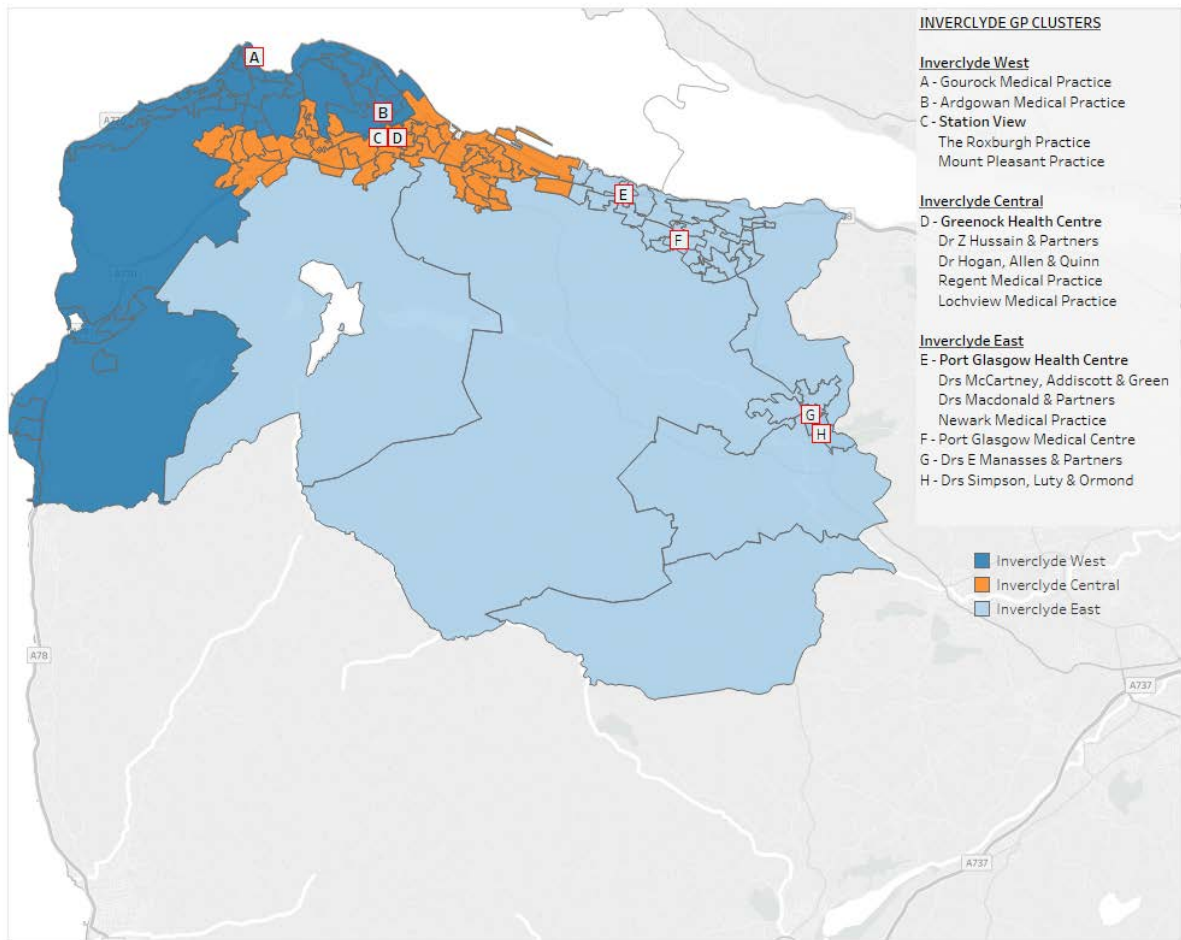 INVERCLYDE GP CLUSTERS
Inverclyde West
A - Gourock Medical Practice
B - Ardgowan Medical Practice
C - Station View
The Roxburgh Practice
Mount Pleasant Practice
Inverclyde Central
D - Greenock Health Centre
Dr Z Hussain & Partners
Dr Hogan, Allen & Quinn
Regent Medical Practice
Lochview Medical Practice
Inverclyde East
E - Port Glasgow Health Centre
Drs McCartney, Addiscott & Green
Drs Macdonald & Partners
Newark Medical Practice
F - Port Glasgow Medical Centre
G - Drs E Manasses & Partners
H - Drs Simpson, Luty & Ormond
Inverclyde West
Inverclyde Central
Inverclyde East
A
B
C D
E
F
G
H
A78
A737
A737